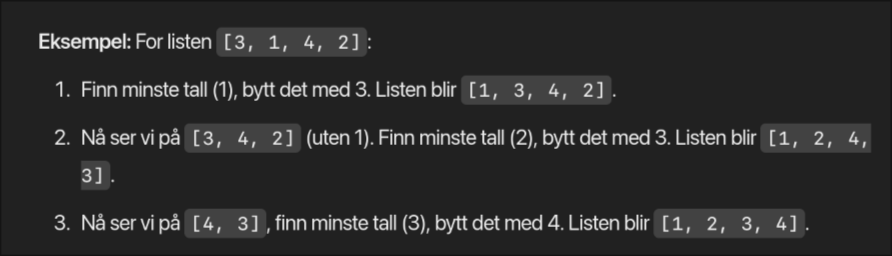 Eksempel: For listen [3, 1, 4, 2]:
1. Finn minste tall (1), bytt det med 3. Listen blir [1, 3, 4, 2].
2. Nå ser vi på [3, 4, 2] (uten 1). Finn minste tall (2), bytt det med 3. Listen blir [1, 2, 4,
3].
3. Nå ser vi på [4, 3], finn minste tall (3), bytt det med 4. Listen blir [1, 2, 3, 4].